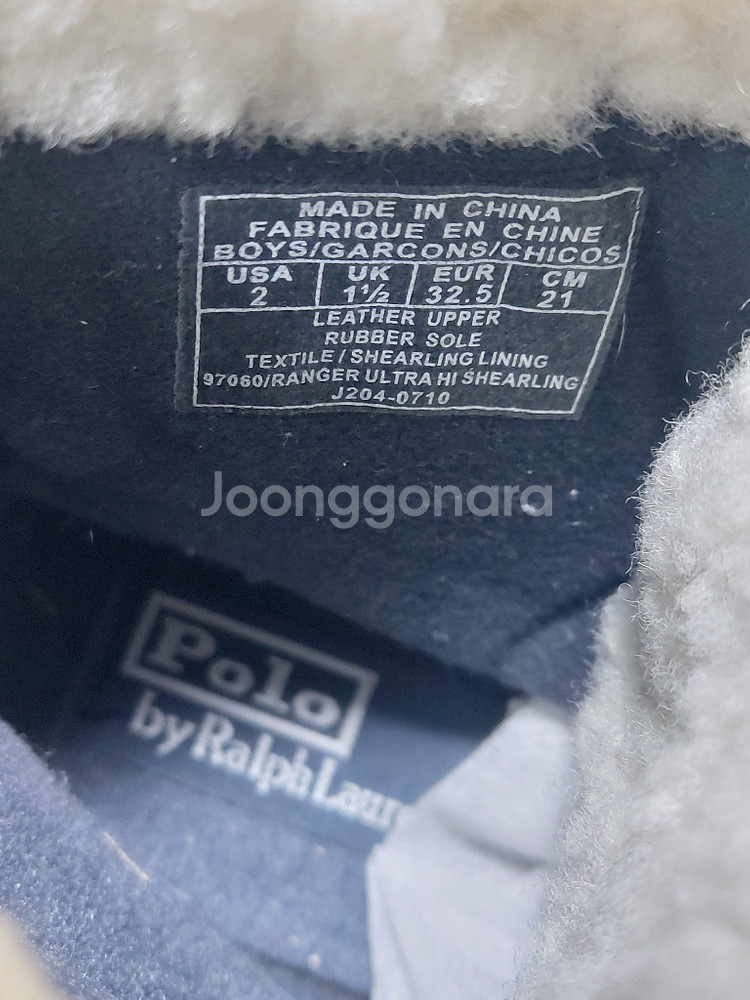 MADE IN CHINA
FABRIQUE EN CHINE
BOYS/GARCONS/CHICOS
USA UK EUR CM
2 1½ 32.5 21
LEATHER UPPER
RUBBER SOLE
TEXTILE / SHEARLING LINING
97060/RANGER ULTRA HI SHEARLING
J204-0710
Joonggonara
Polo
by Ralph Laur